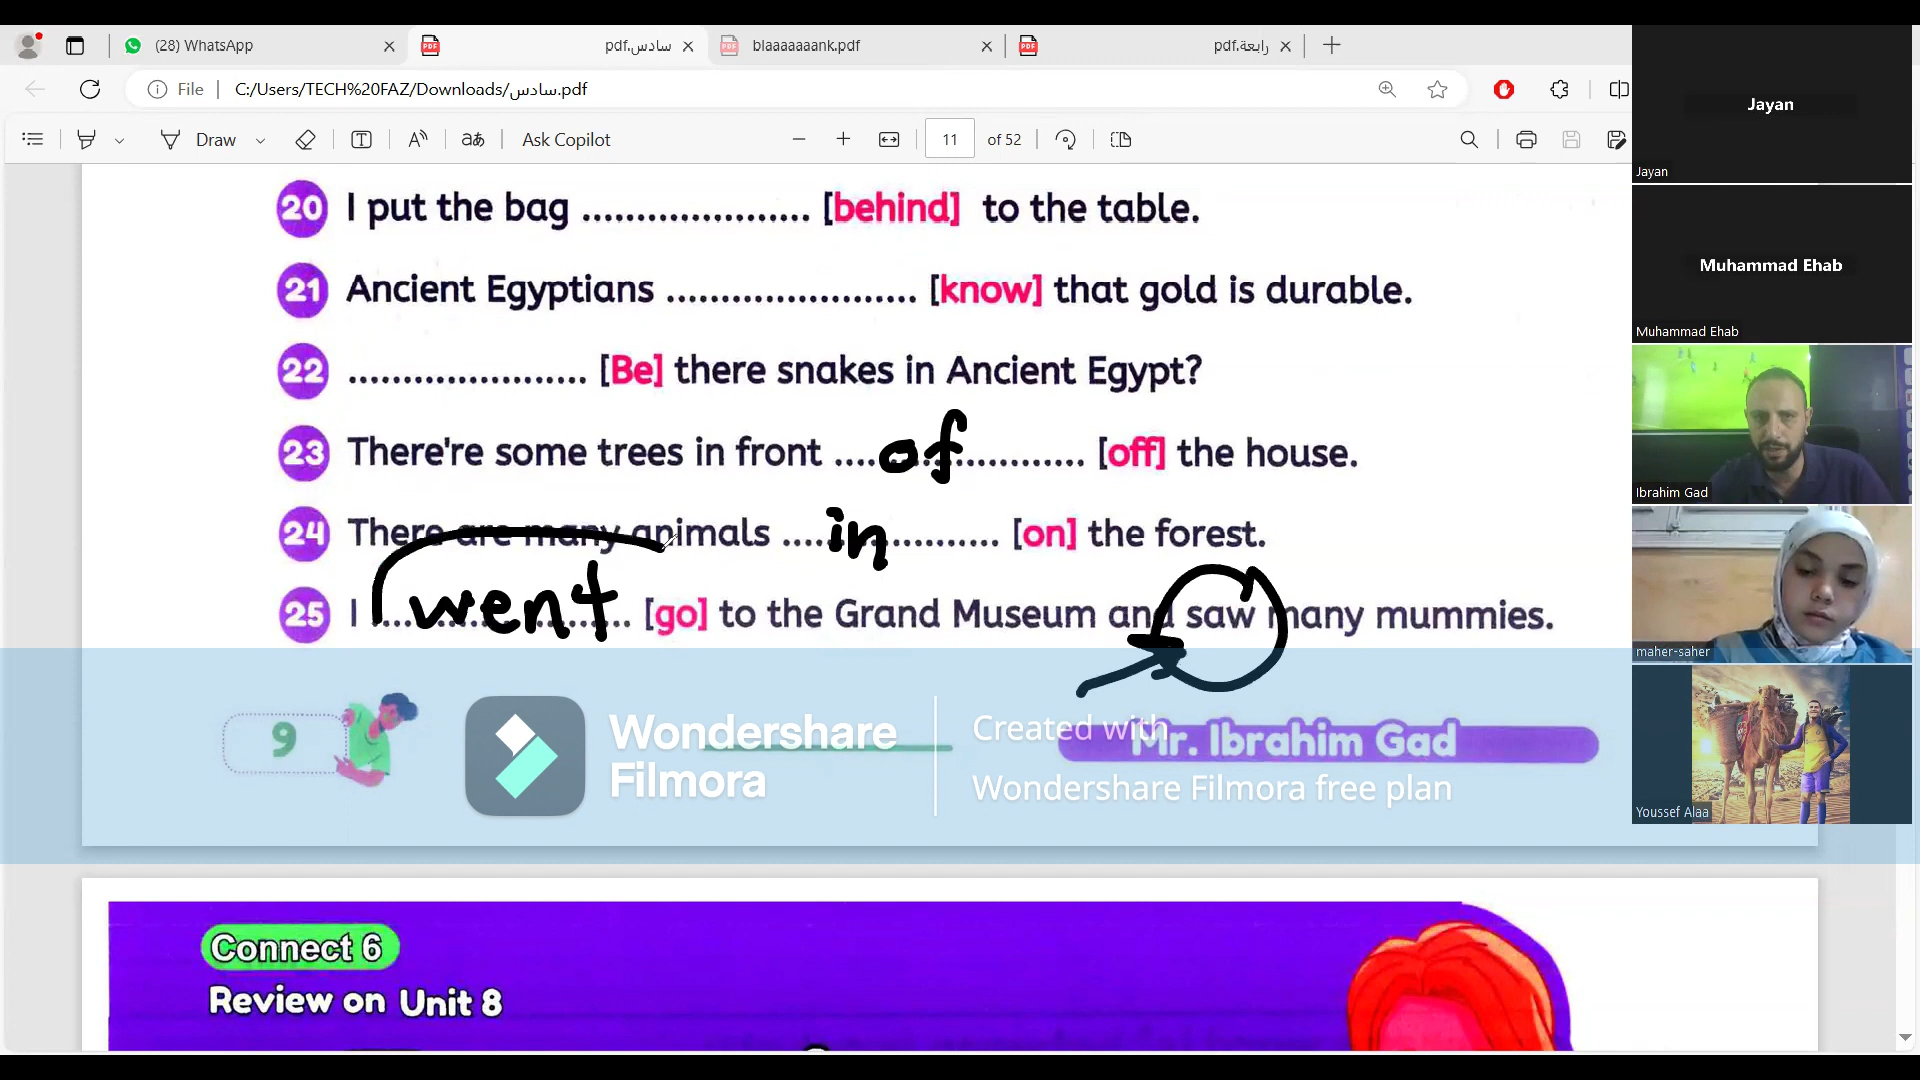 (28) WhatsApp
سادس.pdf
blaaaaaaank.pdf
رابعة.pdf
File
C:/Users/TECH%20FAZ/Downloads/سادس.pdf
Draw
Ask Copilot
11 of 52
20 I put the bag ..................... [behind] to the table.
21 Ancient Egyptians ....................... [know] that gold is durable.
22 ...................... [Be] there snakes in Ancient Egypt?
23 There're some trees in front .... of ............ [off] the house.
24 There are many animals .... in .......... [on] the forest.
25 I went [go] to the Grand Museum and saw many mummies.
9
Mr. Ibrahim Gad
Wondershare
Filmora
Created with
Wondershare Filmora free plan
Connect 6
Review on Unit 8
Jayan
Jayan
Muhammad Ehab
Muhammad Ehab
Ibrahim Gad
maher-saher
Youssef Alaa